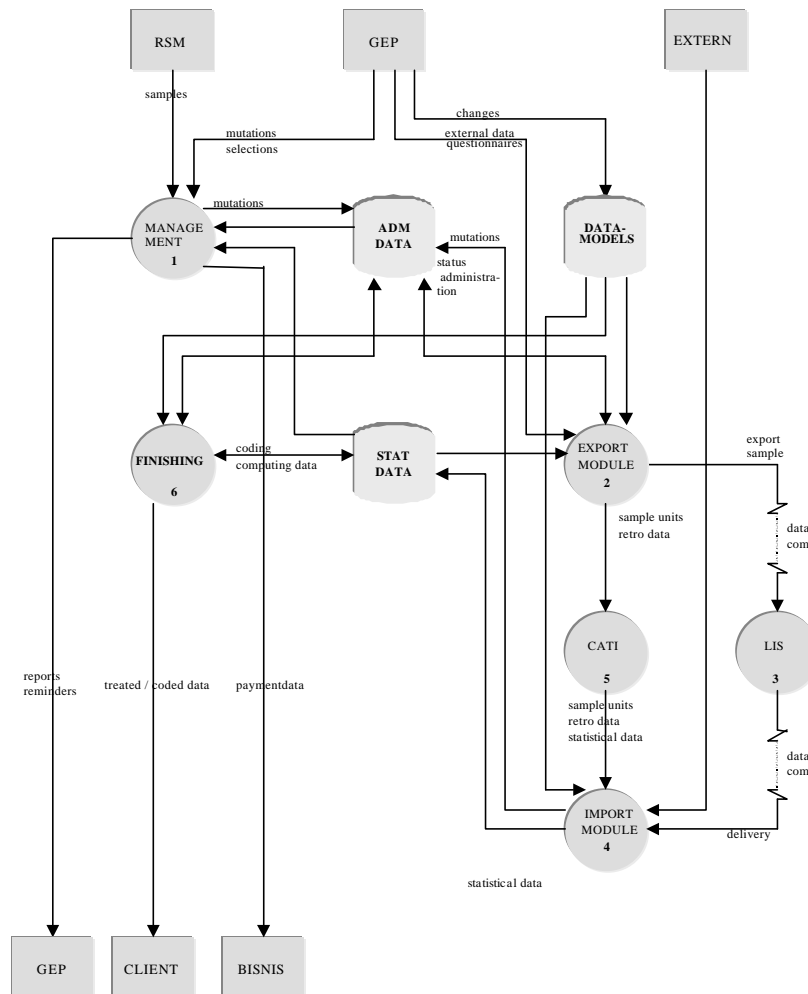 RSM
GEP
EXTERN
samples
changes
mutations
selections
external data
questionnaires
MANAGE
MENT
1
mutations
ADM
DATA
mutations
status
administra-
tion
DATA-
MODELS
FINISHING
6
coding
computing data
STAT
DATA
EXPORT
MODULE
2
export
sample
sample units
retro data
data
com
CATI
5
LIS
3
reports
reminders
treated / coded data
paymentdata
sample units
retro data
statistical data
data
com
IMPORT
MODULE
4
delivery
statistical data
GEP
CLIENT
BISNIS